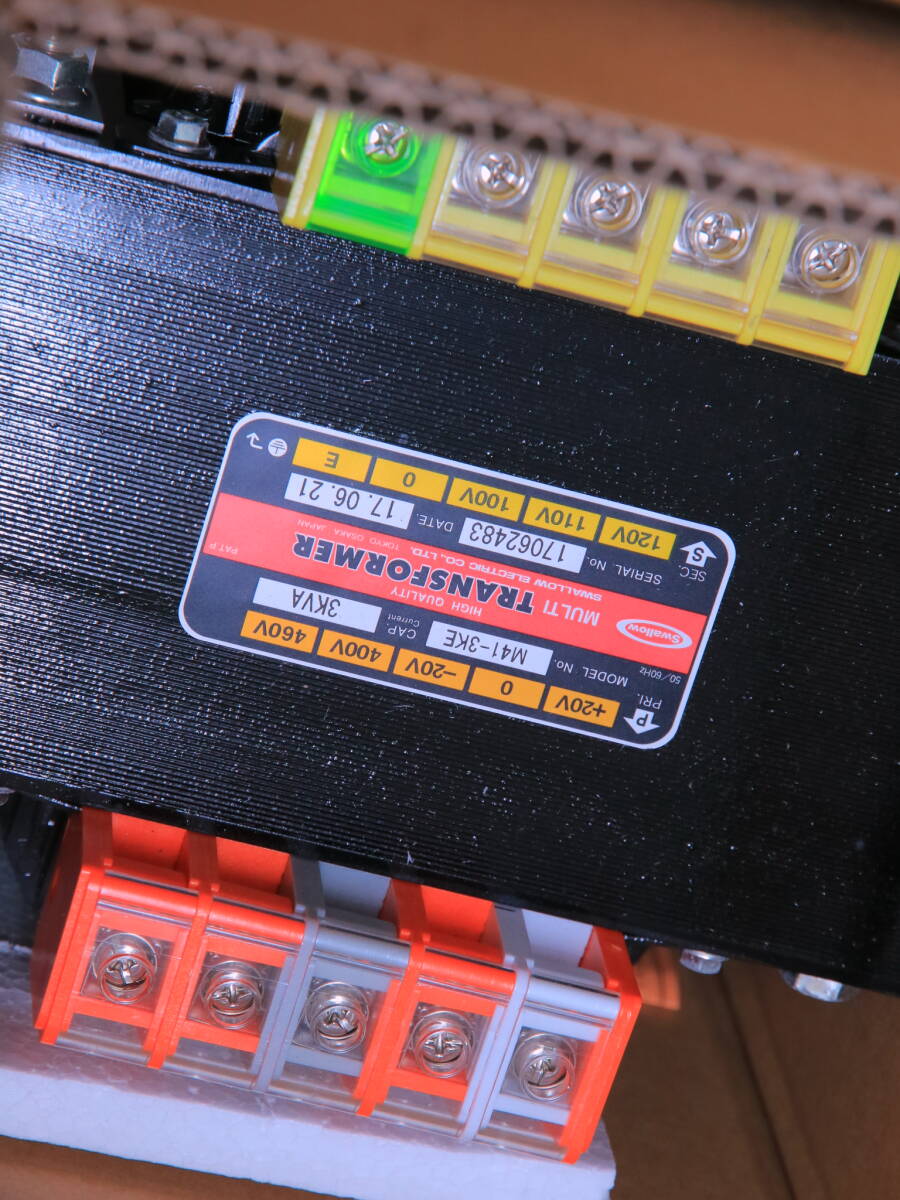 PRI. P +20V 0 −20V 400V 460V
50/60Hz MODEL No. M41-3KE CAP. Current 3KVA
Swallow
HIGH QUALITY
MULTI TRANSFORMER
SWALLOW ELECTRIC CO., LTD. TOKYO OSAKA JAPAN
PAT.P
SERIAL No. 17062483 DATE. 17. 06. 21
SEC. S 120V 110V 100V 0 E